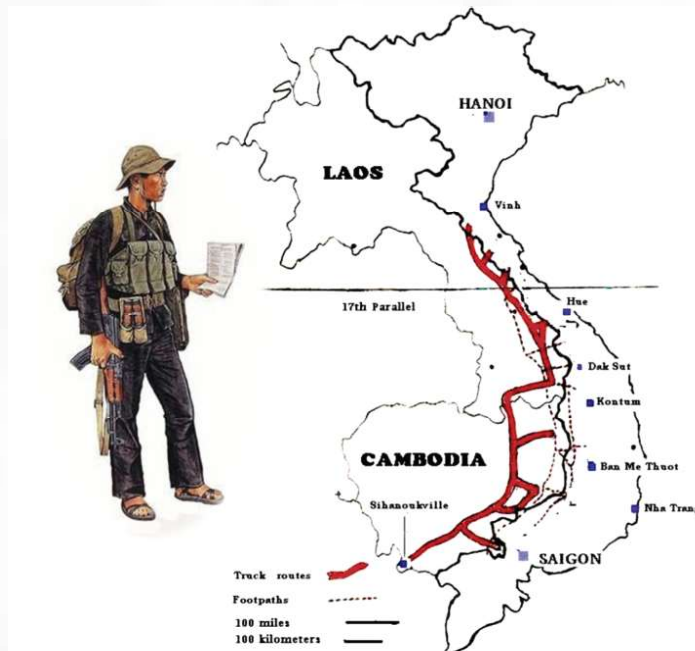 HANOI
LAOS
Vinh
17th Parallel
Hue
Dak Sut
Kontum
CAMBODIA
Ban Me Thuot
Sihanoukville
Nha Tran
SAIGON
Truck routes
Footpaths
100 miles
100 kilometers